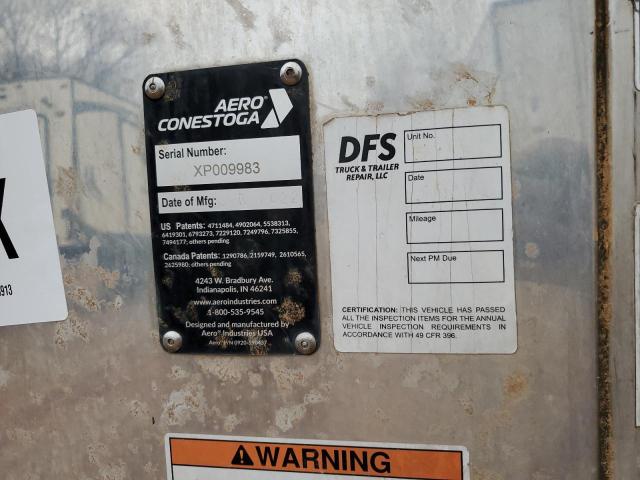 AERO
CONESTOGA
Serial Number:
XP009983
Date of Mfg:
US Patents: 4711484, 4902064, 5538313,
6419301, 6793273, 7229120, 7249796, 7325855,
7494177; others pending
Canada Patents: 1290786, 2159749, 2610565,
2625980; others pending
4243 W. Bradbury Ave.
Indianapolis, IN 46241
www.aeroindustries.com
1-800-535-9545
Designed and manufactured by
Aero® Industries USA
DFS
TRUCK & TRAILER
REPAIR, LLC
Unit No.
Date
Mileage
Next PM Due
CERTIFICATION: THIS VEHICLE HAS PASSED
ALL THE INSPECTION ITEMS FOR THE ANNUAL
VEHICLE INSPECTION REQUIREMENTS IN
ACCORDANCE WITH 49 CFR 396.
WARNING
X
913